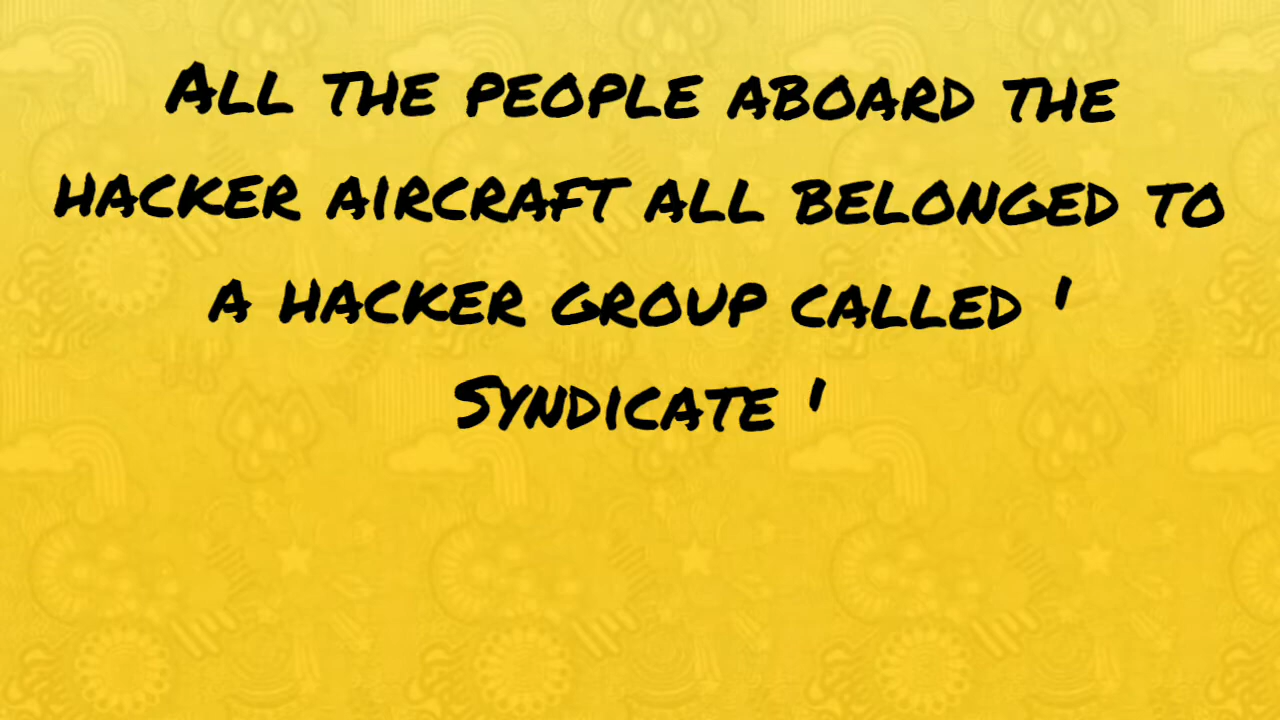 All the people aboard the
hacker aircraft all belonged to
a hacker group called '
Syndicate '